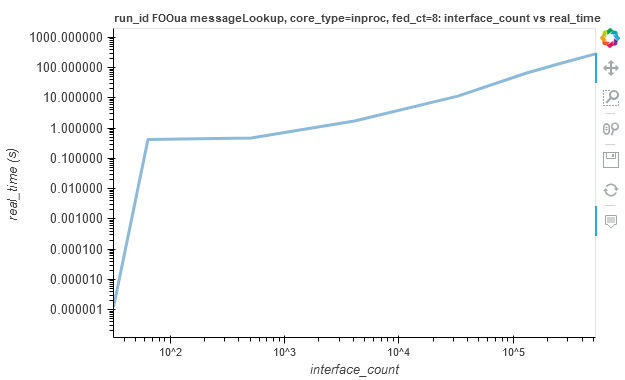 run_id FOOua messageLookup, core_type=inproc, fed_ct=8: interface_count vs real_time
1000.000000
100.000000
10.000000
1.000000
0.100000
0.010000
0.001000
0.000100
0.000010
0.000001
real_time (s)
10^2 10^3 10^4 10^5
interface_count